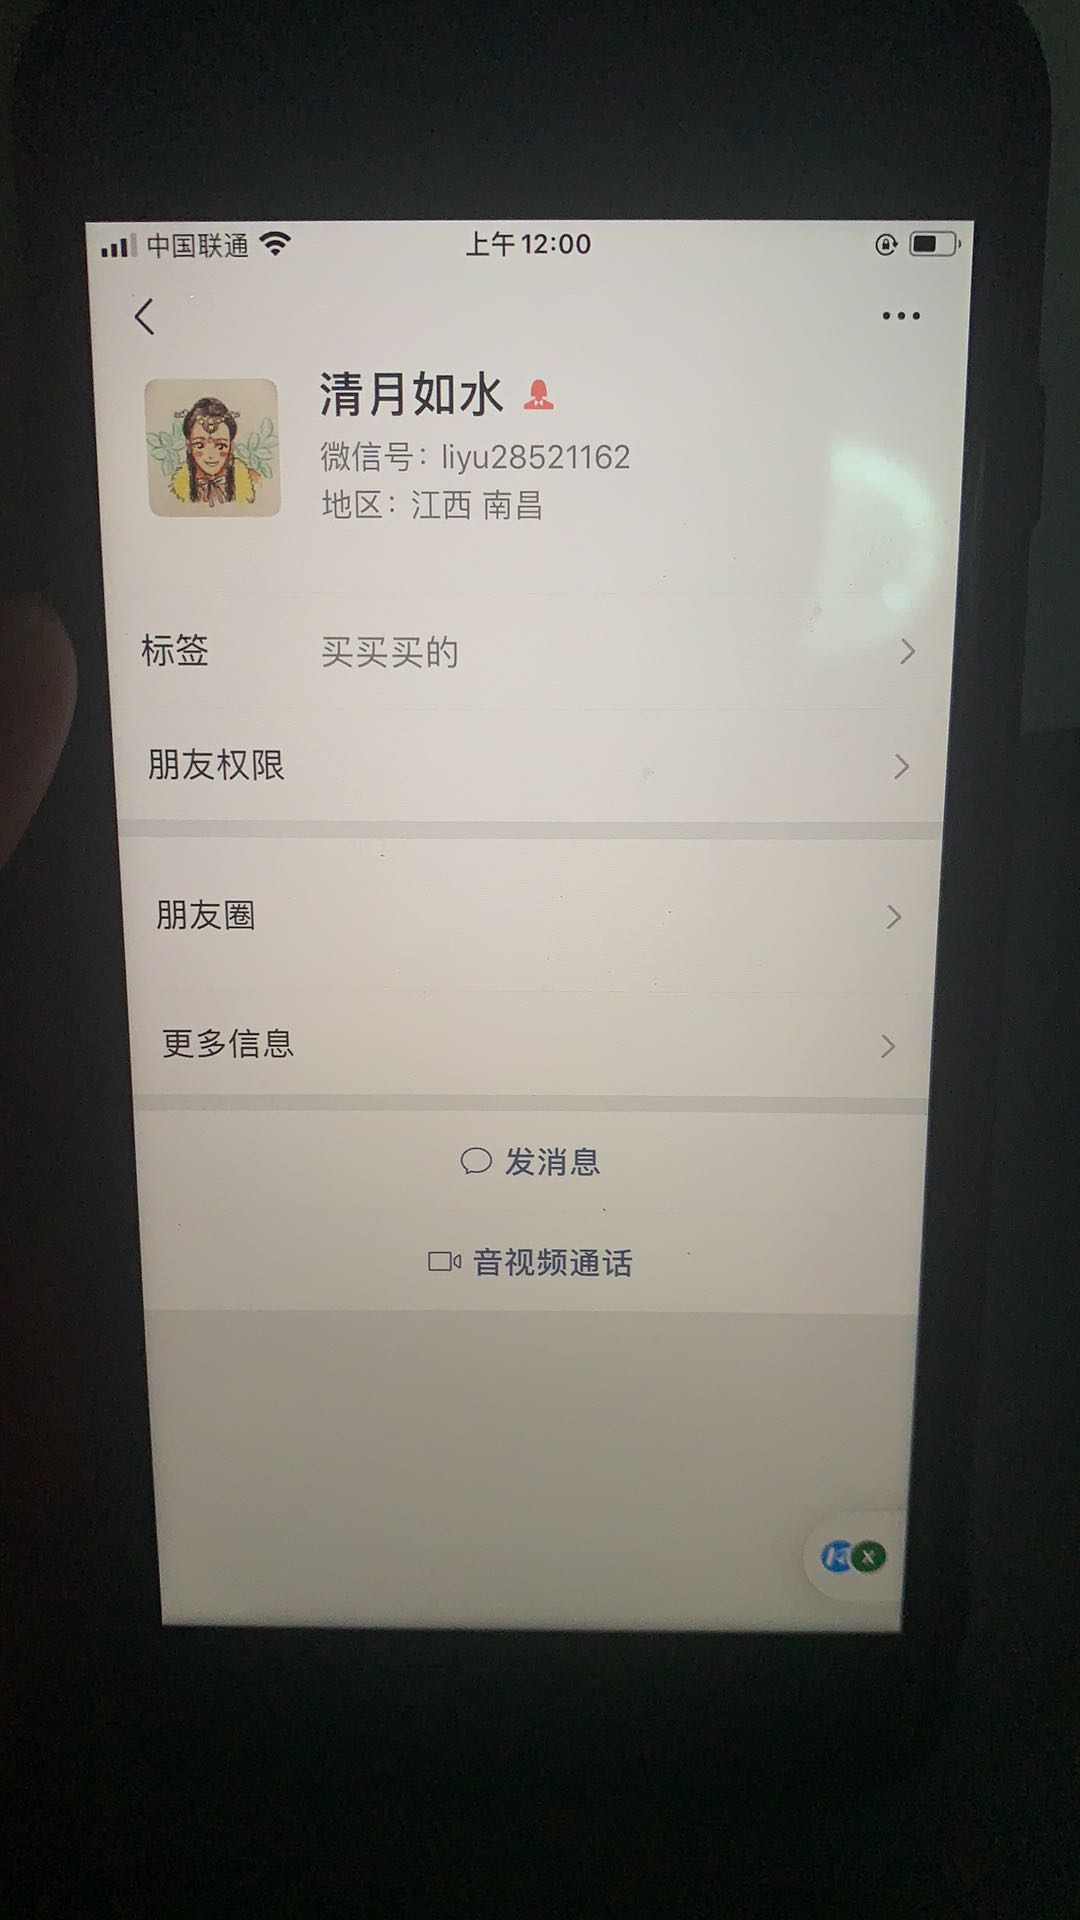 中国联通 上午12:00
清月如水
微信号：liyu28521162
地区：江西 南昌
标签 买买买的
朋友权限
朋友圈
更多信息
发消息
音视频通话